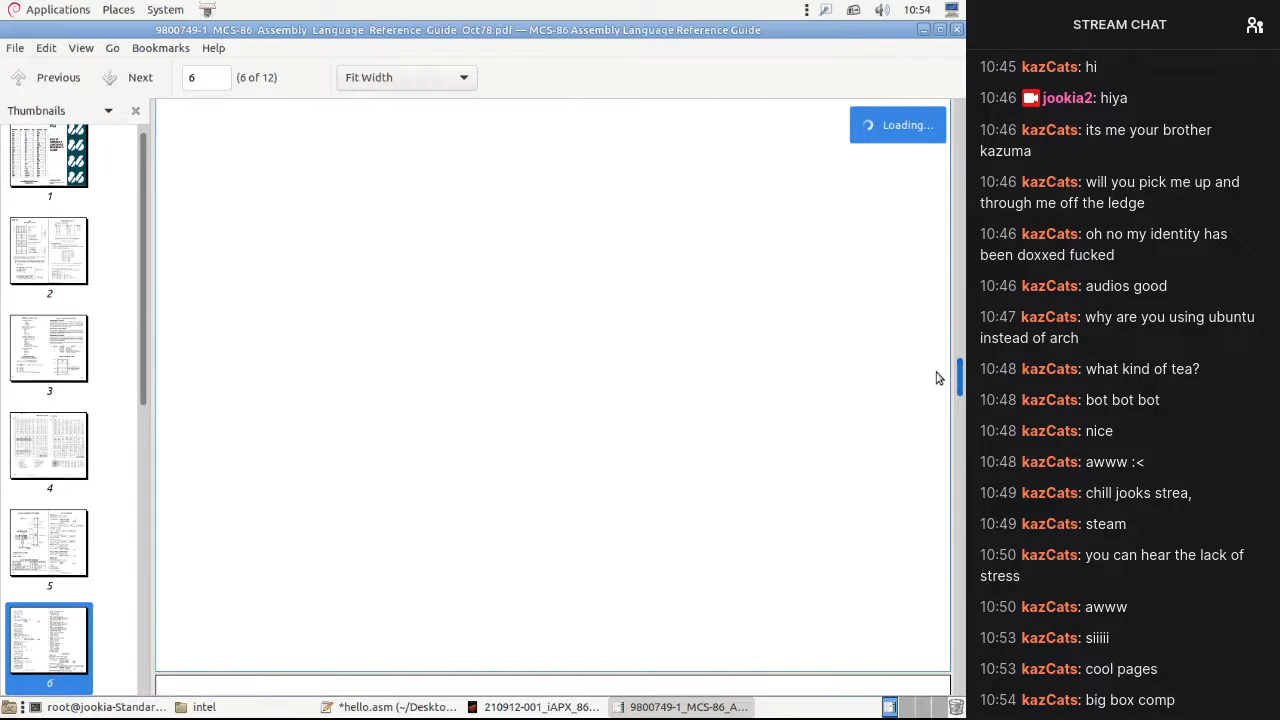 Applications Places System 10:54
9800749-1_MCS-86_Assembly_Language_Reference_Guide_Oct78.pdf — MCS-86 Assembly Language Reference Guide
File Edit View Go Bookmarks Help
Previous Next 6 (6 of 12) Fit Width
Thumbnails
Loading...
1
2
3
4
5
6
root@jookia-Standar... intel *hello.asm (~/Deskto... 210912-001_iAPX_86... 9800749-1_MCS-86_A...
STREAM CHAT
10:45 kazCats: hi
10:46 jookia2: hiya
10:46 kazCats: its me your brother
kazuma
10:46 kazCats: will you pick me up and
through me off the ledge
10:46 kazCats: oh no my identity has
been doxxed fucked
10:46 kazCats: audios good
10:47 kazCats: why are you using ubuntu
instead of arch
10:48 kazCats: what kind of tea?
10:48 kazCats: bot bot bot
10:48 kazCats: nice
10:48 kazCats: awww :<
10:49 kazCats: chill jooks strea,
10:49 kazCats: steam
10:50 kazCats: you can hear the lack of
stress
10:50 kazCats: awww
10:53 kazCats: siiiii
10:53 kazCats: cool pages
10:54 kazCats: big box comp